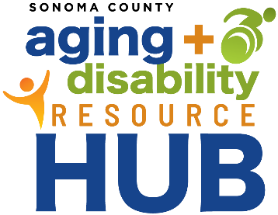 SONOMA COUNTY
aging +
disability
RESOURCE
HUB